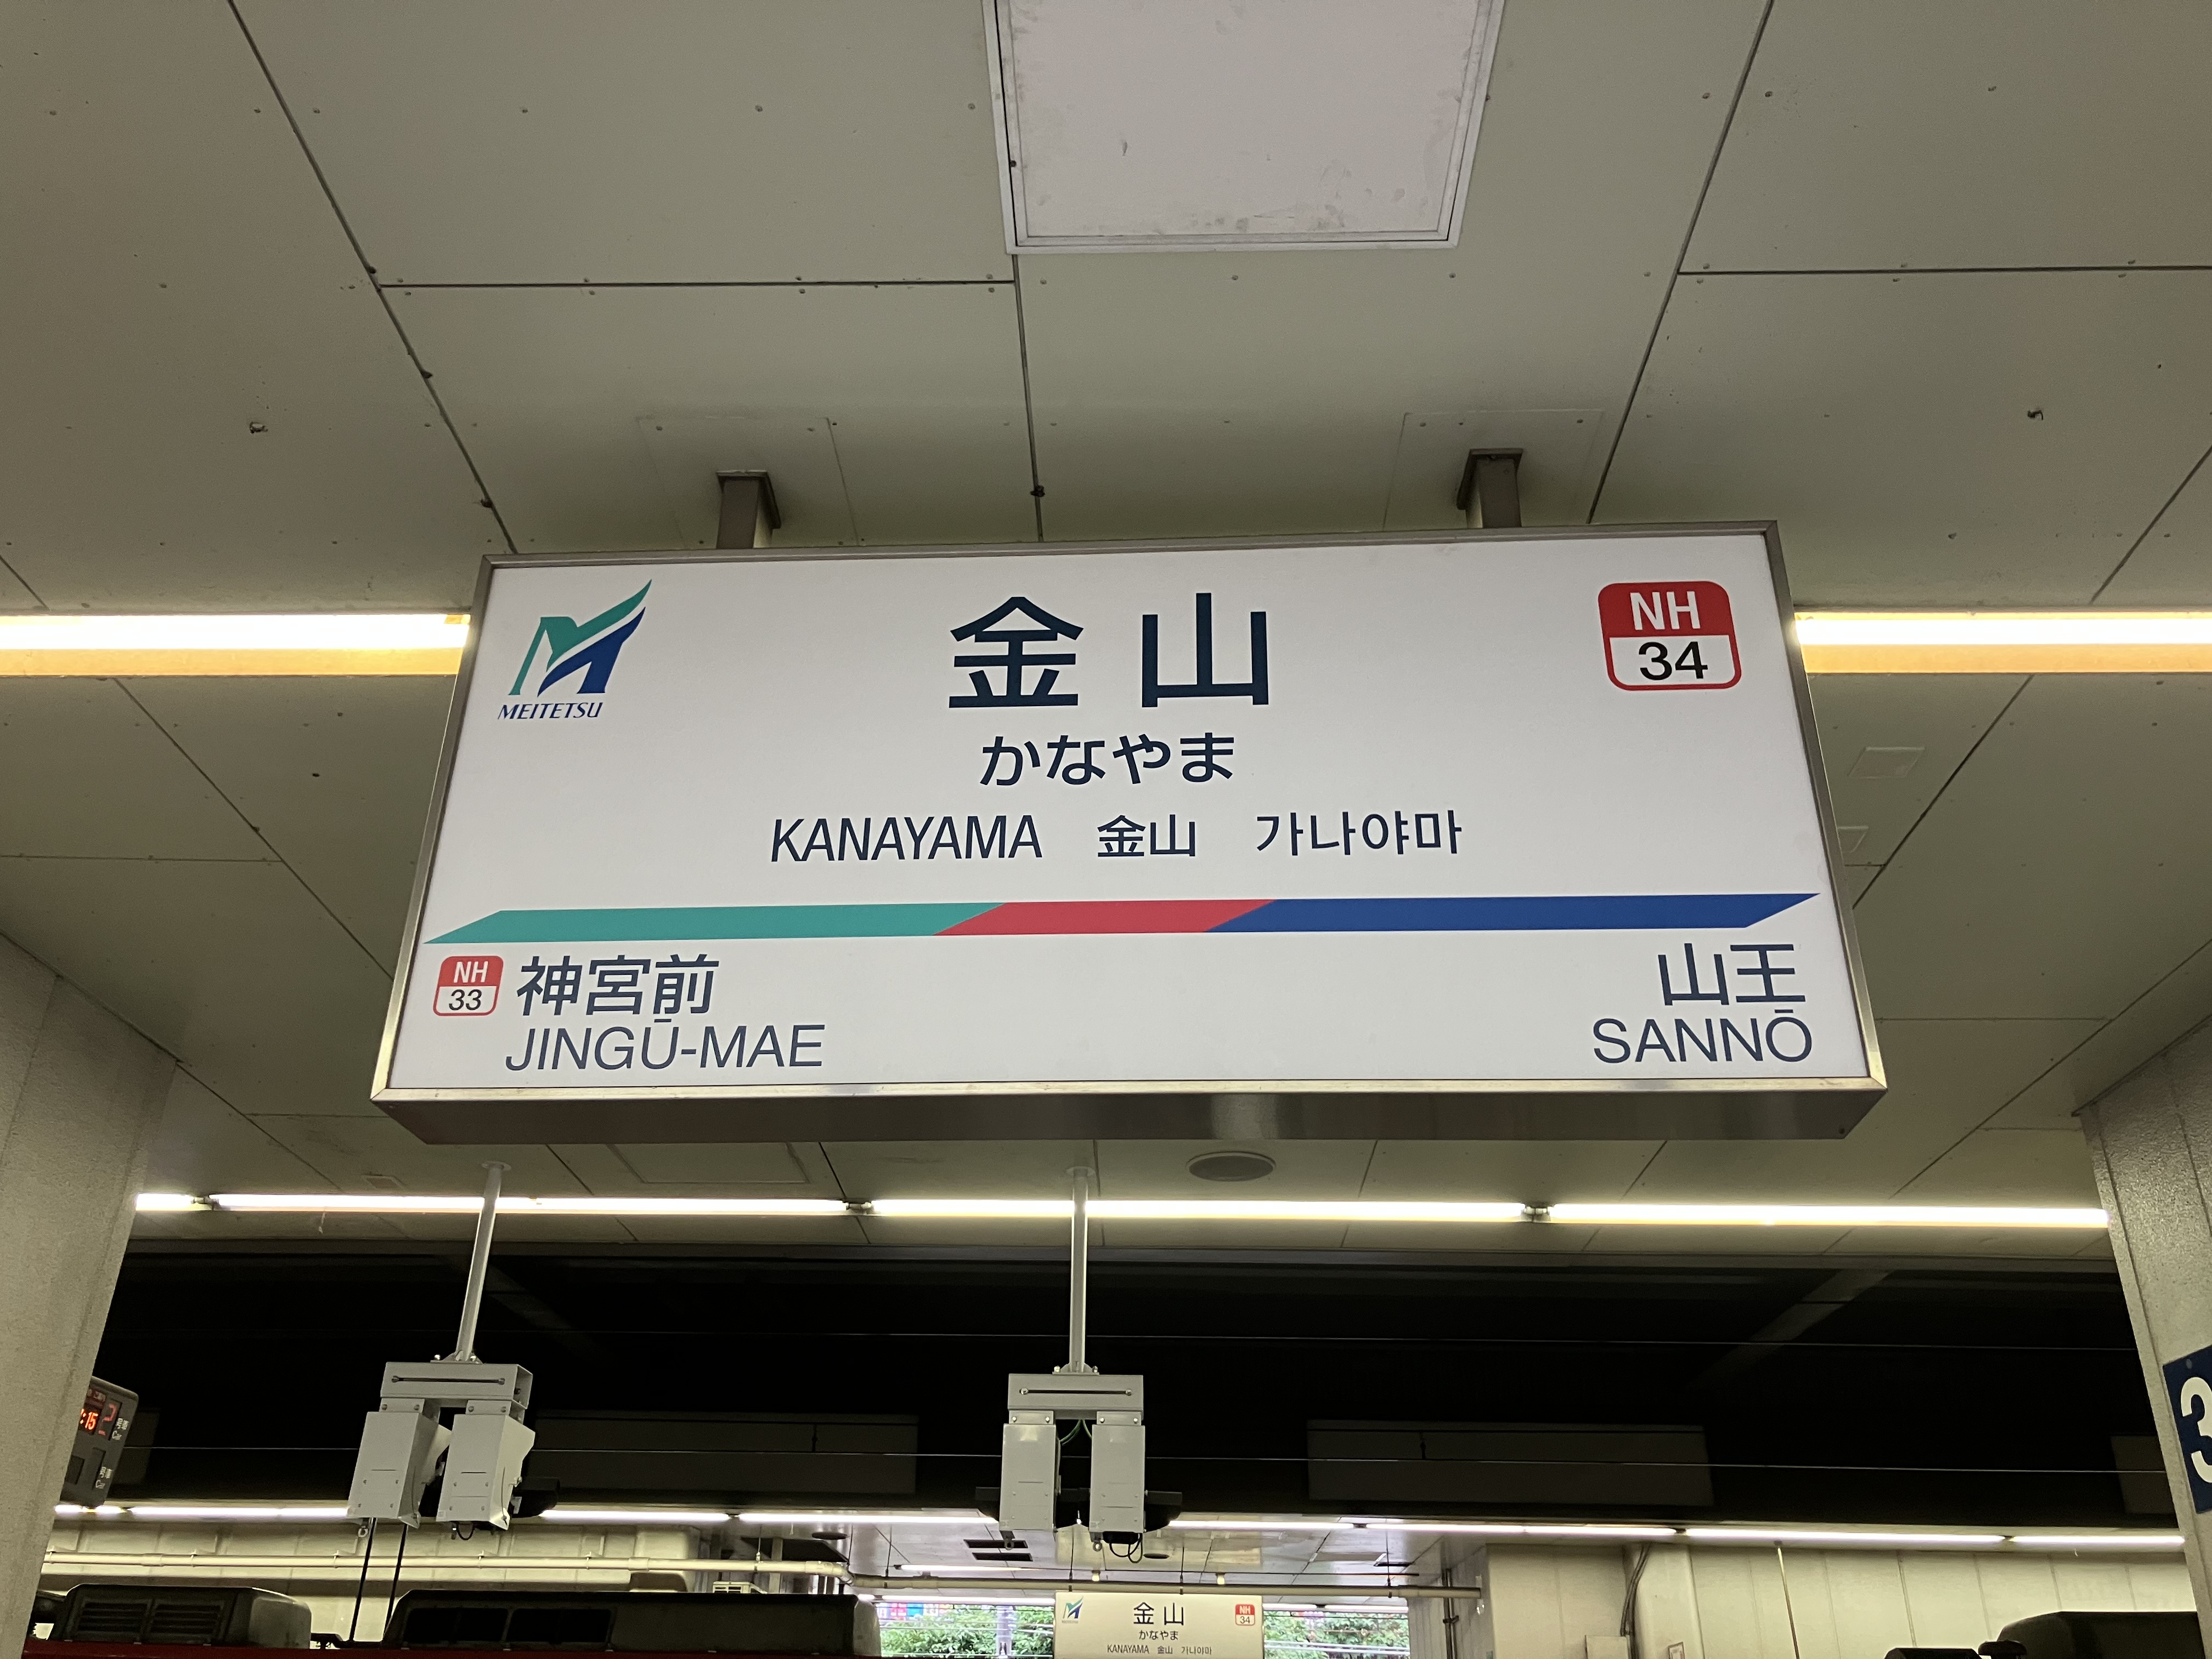 MEITETSU
金山
NH
34
かなやま
KANAYAMA 金山 가나야마
NH
33
神宮前
JINGŪ-MAE
山王
SANNŌ
:15
3
金山
NH
34
かなやま
KANAYAMA 金山 가나야마